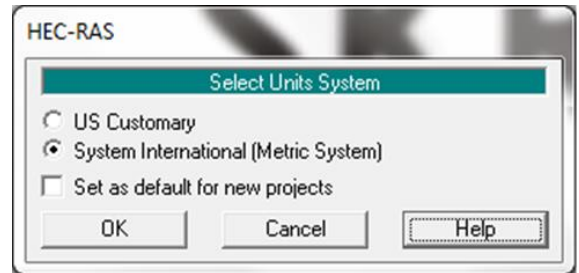 HEC-RAS
Select Units System
US Customary
System International (Metric System)
Set as default for new projects
OK Cancel Help